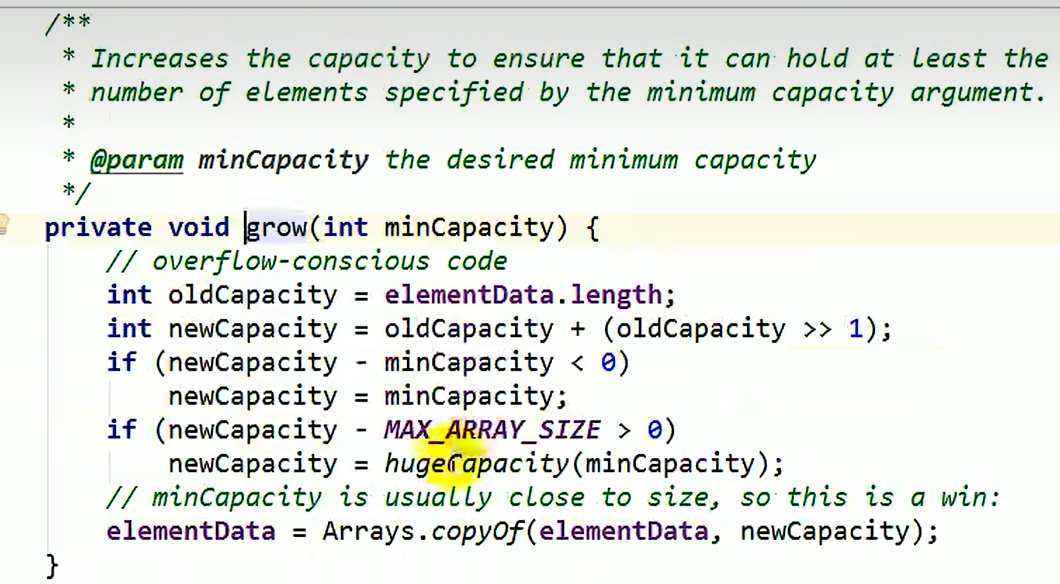 /**
* Increases the capacity to ensure that it can hold at least the
* number of elements specified by the minimum capacity argument.
*
* @param minCapacity the desired minimum capacity
*/
private void grow(int minCapacity) {
// overflow-conscious code
int oldCapacity = elementData.length;
int newCapacity = oldCapacity + (oldCapacity >> 1);
if (newCapacity - minCapacity < 0)
newCapacity = minCapacity;
if (newCapacity - MAX_ARRAY_SIZE > 0)
newCapacity = hugeCapacity(minCapacity);
// minCapacity is usually close to size, so this is a win:
elementData = Arrays.copyOf(elementData, newCapacity);
}